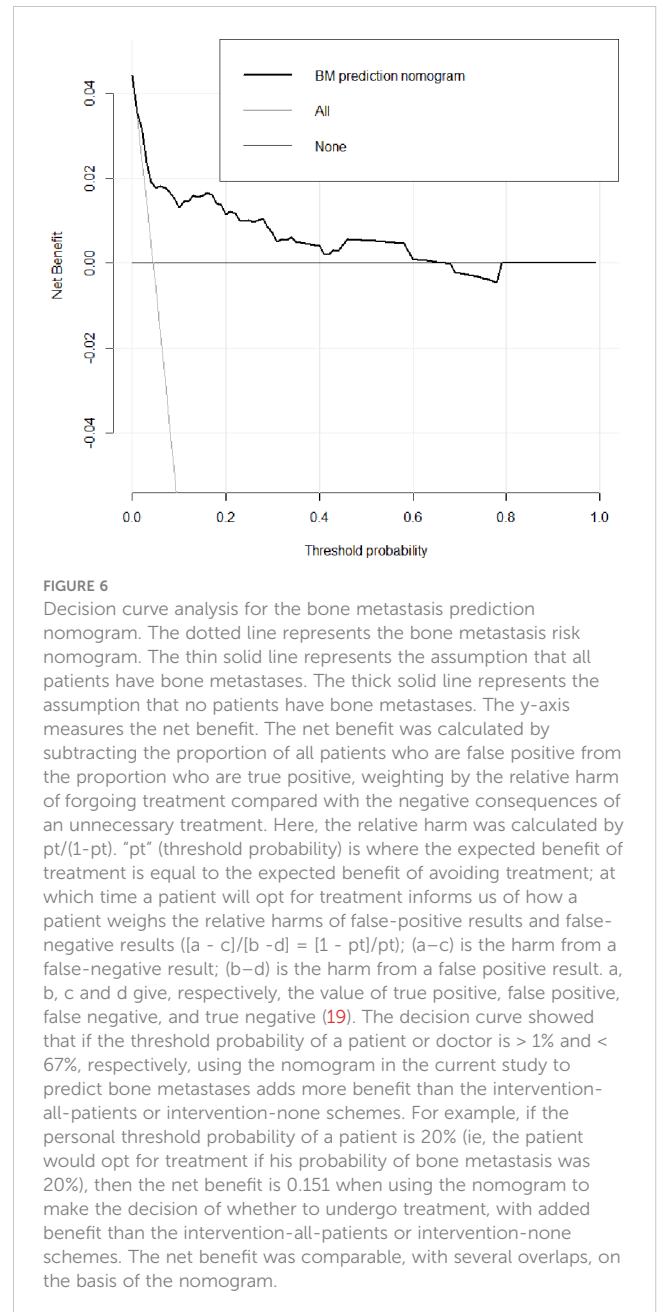 BM prediction nomogram
All
None
0.04
0.02
0.00
-0.02
-0.04
Net Benefit
0.0 0.2 0.4 0.6 0.8 1.0
Threshold probability
FIGURE 6
Decision curve analysis for the bone metastasis prediction
nomogram. The dotted line represents the bone metastasis risk
nomogram. The thin solid line represents the assumption that all
patients have bone metastases. The thick solid line represents the
assumption that no patients have bone metastases. The y-axis
measures the net benefit. The net benefit was calculated by
subtracting the proportion of all patients who are false positive from
the proportion who are true positive, weighting by the relative harm
of forgoing treatment compared with the negative consequences of
an unnecessary treatment. Here, the relative harm was calculated by
pt/(1-pt). “pt” (threshold probability) is where the expected benefit of
treatment is equal to the expected benefit of avoiding treatment; at
which time a patient will opt for treatment informs us of how a
patient weighs the relative harms of false-positive results and false-
negative results ([a - c]/[b -d] = [1 - pt]/pt); (a–c) is the harm from a
false-negative result; (b–d) is the harm from a false positive result. a,
b, c and d give, respectively, the value of true positive, false positive,
false negative, and true negative (19). The decision curve showed
that if the threshold probability of a patient or doctor is > 1% and <
67%, respectively, using the nomogram in the current study to
predict bone metastases adds more benefit than the intervention-
all-patients or intervention-none schemes. For example, if the
personal threshold probability of a patient is 20% (ie, the patient
would opt for treatment if his probability of bone metastasis was
20%), then the net benefit is 0.151 when using the nomogram to
make the decision of whether to undergo treatment, with added
benefit than the intervention-all-patients or intervention-none
schemes. The net benefit was comparable, with several overlaps, on
the basis of the nomogram.